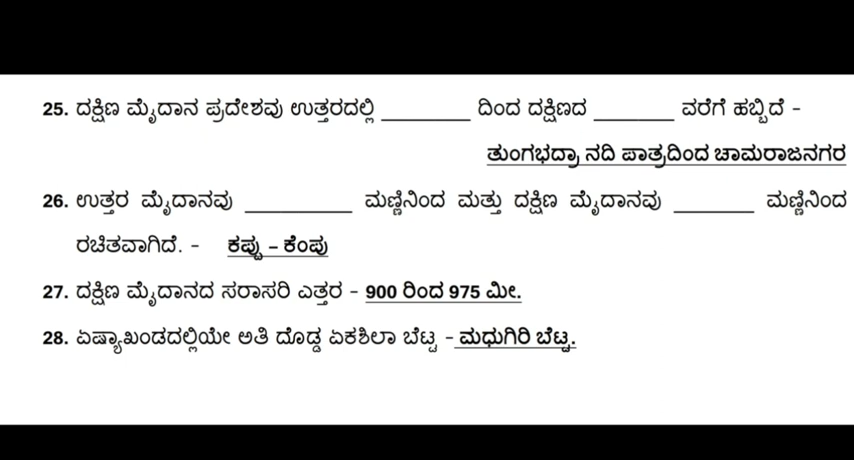 25. ದಕ್ಷಿಣ ಮೈದಾನ ಪ್ರದೇಶವು ಉತ್ತರದಲ್ಲಿ ________ ದಿಂದ ದಕ್ಷಿಣದ _______ ವರೆಗೆ ಹಬ್ಬಿದೆ -
ತುಂಗಭದ್ರಾ ನದಿ ಪಾತ್ರದಿಂದ ಚಾಮರಾಜನಗರ
26. ಉತ್ತರ ಮೈದಾನವು _________ ಮಣ್ಣಿನಿಂದ ಮತ್ತು ದಕ್ಷಿಣ ಮೈದಾನವು _______ ಮಣ್ಣಿನಿಂದ
ರಚಿತವಾಗಿದೆ. - ಕಪ್ಪು – ಕೆಂಪು
27. ದಕ್ಷಿಣ ಮೈದಾನದ ಸರಾಸರಿ ಎತ್ತರ - 900 ರಿಂದ 975 ಮೀ.
28. ಏಷ್ಯಾಖಂಡದಲ್ಲಿಯೇ ಅತಿ ದೊಡ್ಡ ಏಕಶಿಲಾ ಬೆಟ್ಟ - ಮಧುಗಿರಿ ಬೆಟ್ಟ.